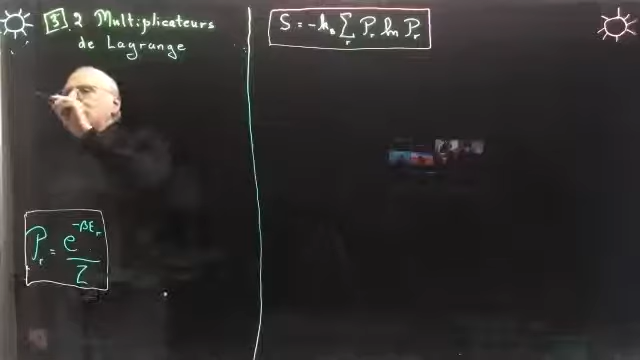 3.2 Multiplicateurs
de Lagrange
P_r = e^{-βE_r} / Z
S = -k_B ∑_r P_r ln P_r